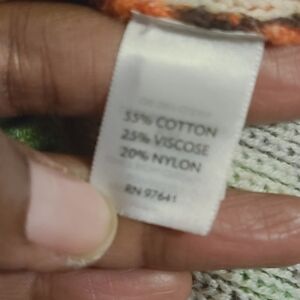 55% COTTON
25% VISCOSE
20% NYLON
RN 97641